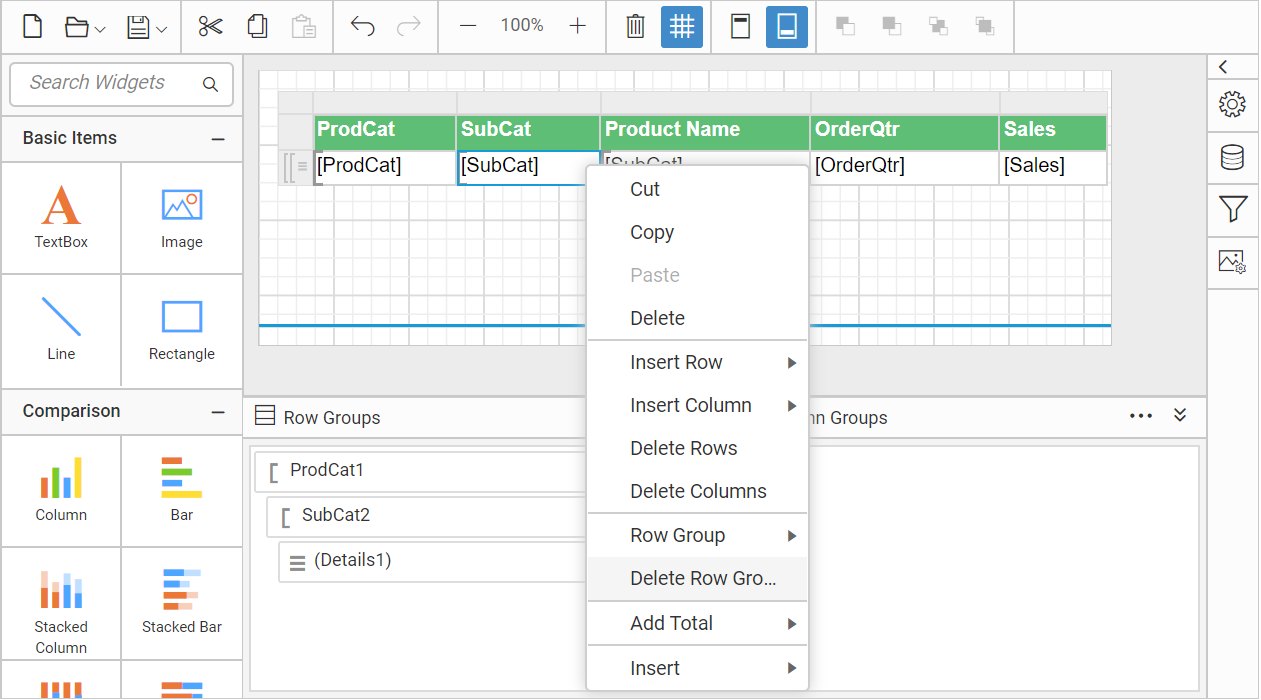 100%
Search Widgets
Basic Items
TextBox
Image
Line
Rectangle
Comparison
Column
Bar
Stacked
Column
Stacked Bar
ProdCat SubCat Product Name OrderQtr Sales
[ProdCat] [SubCat] [SubCat] [OrderQtr] [Sales]
Cut
Copy
Paste
Delete
Insert Row
Insert Column
Delete Rows
Delete Columns
Row Group
Delete Row Gro...
Add Total
Insert
Row Groups
n Groups
ProdCat1
SubCat2
(Details1)